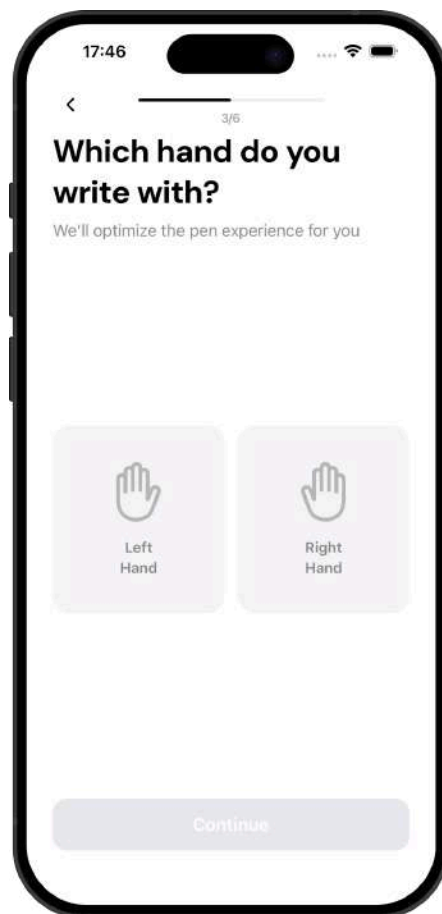 17:46
3/6
Which hand do you
write with?
We'll optimize the pen experience for you
Left
Hand
Right
Hand
Continue